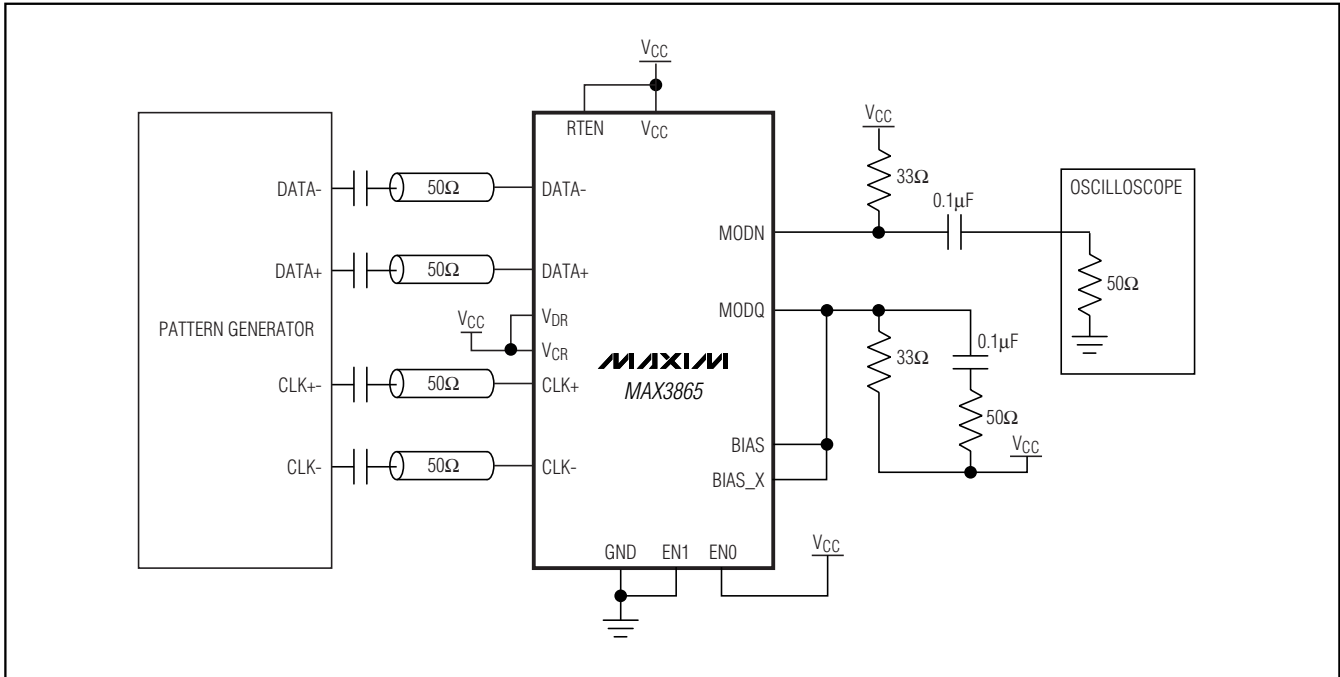 VCC
RTEN VCC
PATTERN GENERATOR
DATA- 50Ω DATA-
DATA+ 50Ω DATA+
VCC VDR
VCR
CLK+- 50Ω CLK+
CLK- 50Ω CLK-
MAXIM
MAX3865
MODN
MODQ
BIAS
BIAS_X
GND EN1 EN0
VCC
VCC
33Ω
0.1µF
OSCILLOSCOPE
50Ω
33Ω
0.1µF
50Ω
VCC